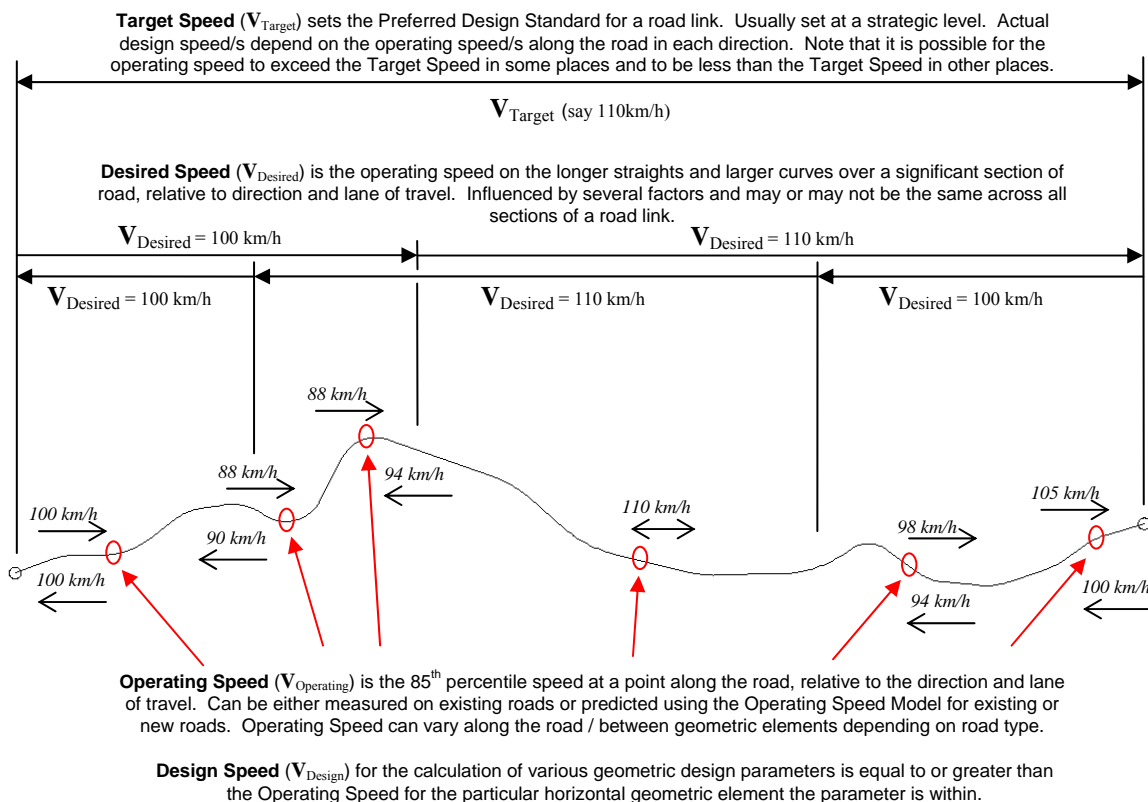 Target Speed (VTarget) sets the Preferred Design Standard for a road link. Usually set at a strategic level. Actual
design speed/s depend on the operating speed/s along the road in each direction. Note that it is possible for the
operating speed to exceed the Target Speed in some places and to be less than the Target Speed in other places.
VTarget (say 110km/h)
Desired Speed (VDesired) is the operating speed on the longer straights and larger curves over a significant section of
road, relative to direction and lane of travel. Influenced by several factors and may or may not be the same across all
sections of a road link.
VDesired = 100 km/h
VDesired = 110 km/h
VDesired = 100 km/h
VDesired = 110 km/h
VDesired = 100 km/h
88 km/h
88 km/h
94 km/h
100 km/h
90 km/h
110 km/h
98 km/h
105 km/h
100 km/h
94 km/h
100 km/h
Operating Speed (VOperating) is the 85th percentile speed at a point along the road, relative to the direction and lane
of travel. Can be either measured on existing roads or predicted using the Operating Speed Model for existing or
new roads. Operating Speed can vary along the road / between geometric elements depending on road type.
Design Speed (VDesign) for the calculation of various geometric design parameters is equal to or greater than
the Operating Speed for the particular horizontal geometric element the parameter is within.